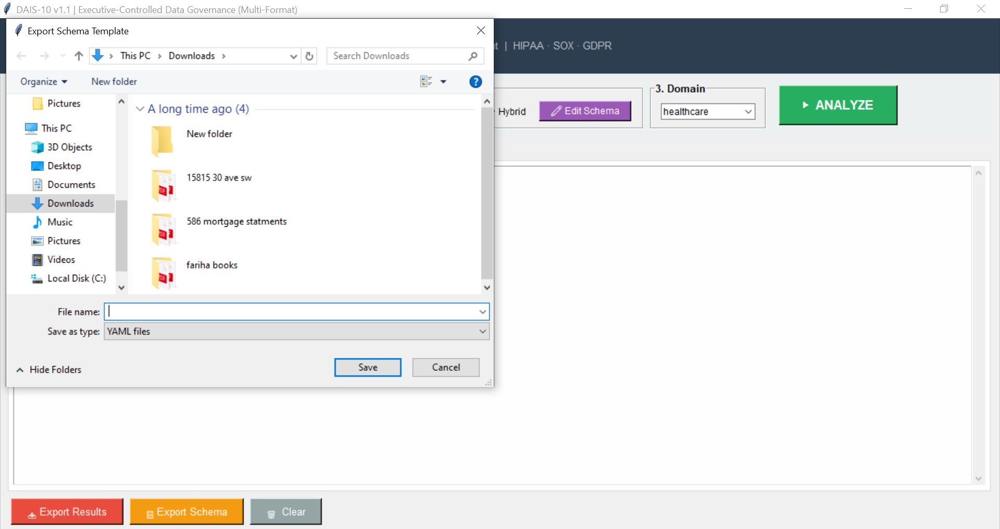 DAIS-10 v1.1 | Executive-Controlled Data Governance (Multi-Format)
Export Schema Template
| HIPAA · SOX · GDPR
This PC > Downloads >
Search Downloads
Organize
New folder
Pictures
This PC
3D Objects
Desktop
Documents
Downloads
Music
Pictures
Videos
Local Disk (C:)
A long time ago (4)
New folder
15815 30 ave sw
586 mortgage statments
fariha books
File name:
Save as type: YAML files
Hide Folders
Save
Cancel
Hybrid
Edit Schema
3. Domain
healthcare
ANALYZE
Export Results
Export Schema
Clear